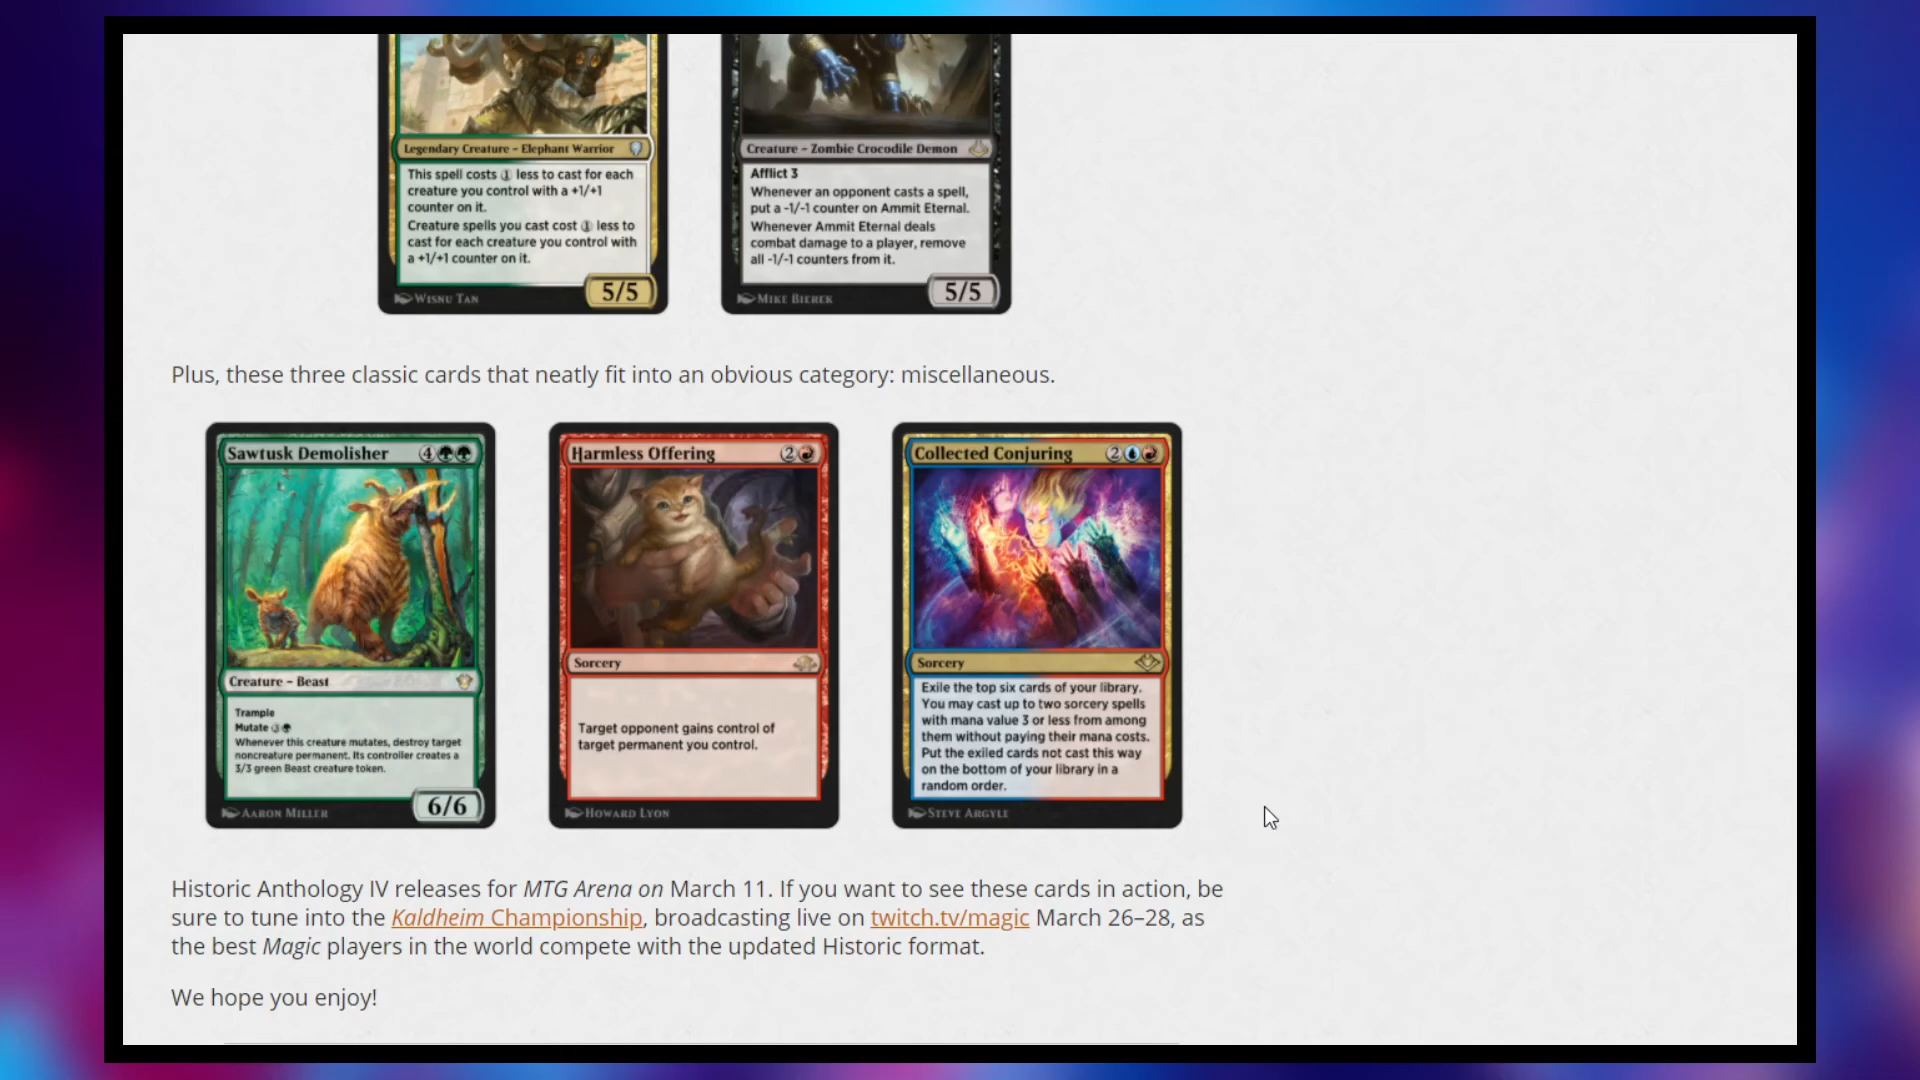 Legendary Creature – Elephant Warrior
This spell costs 1 less to cast for each
creature you control with a +1/+1
counter on it.
Creature spells you cast cost 1 less to
cast for each creature you control with
a +1/+1 counter on it.
Wisnu Tan
5/5
Creature – Zombie Crocodile Demon
Afflict 3
Whenever an opponent casts a spell,
put a -1/-1 counter on Ammit Eternal.
Whenever Ammit Eternal deals
combat damage to a player, remove
all -1/-1 counters from it.
Mike Bierek
5/5
Plus, these three classic cards that neatly fit into an obvious category: miscellaneous.
Sawtusk Demolisher 4
Creature – Beast
Trample
Mutate 3
Whenever this creature mutates, destroy target
noncreature permanent. Its controller creates a
3/3 green Beast creature token.
Aaron Miller
6/6
Harmless Offering 2
Sorcery
Target opponent gains control of
target permanent you control.
Howard Lyon
Collected Conjuring 2
Sorcery
Exile the top six cards of your library.
You may cast up to two sorcery spells
with mana value 3 or less from among
them without paying their mana costs.
Put the exiled cards not cast this way
on the bottom of your library in a
random order.
Steve Argyle
Historic Anthology IV releases for MTG Arena on March 11. If you want to see these cards in action, be
sure to tune into the Kaldheim Championship, broadcasting live on twitch.tv/magic March 26–28, as
the best Magic players in the world compete with the updated Historic format.
We hope you enjoy!